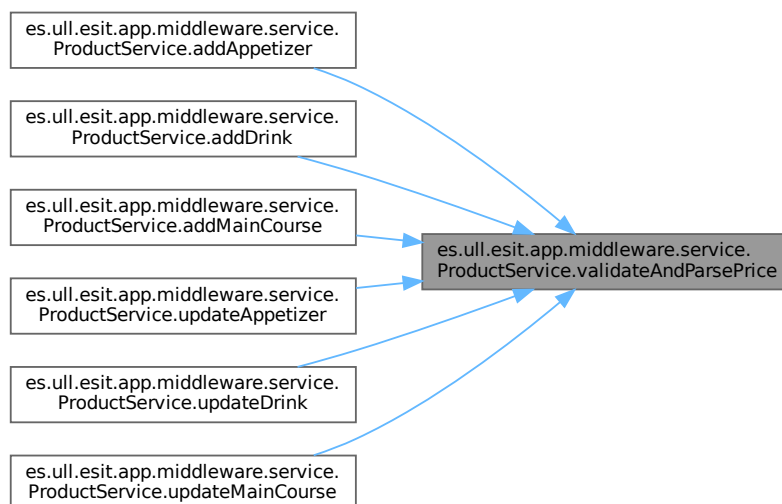 es.ull.esit.app.middleware.service.
ProductService.addAppetizer
es.ull.esit.app.middleware.service.
ProductService.addDrink
es.ull.esit.app.middleware.service.
ProductService.addMainCourse
es.ull.esit.app.middleware.service.
ProductService.validateAndParsePrice
es.ull.esit.app.middleware.service.
ProductService.updateAppetizer
es.ull.esit.app.middleware.service.
ProductService.updateDrink
es.ull.esit.app.middleware.service.
ProductService.updateMainCourse